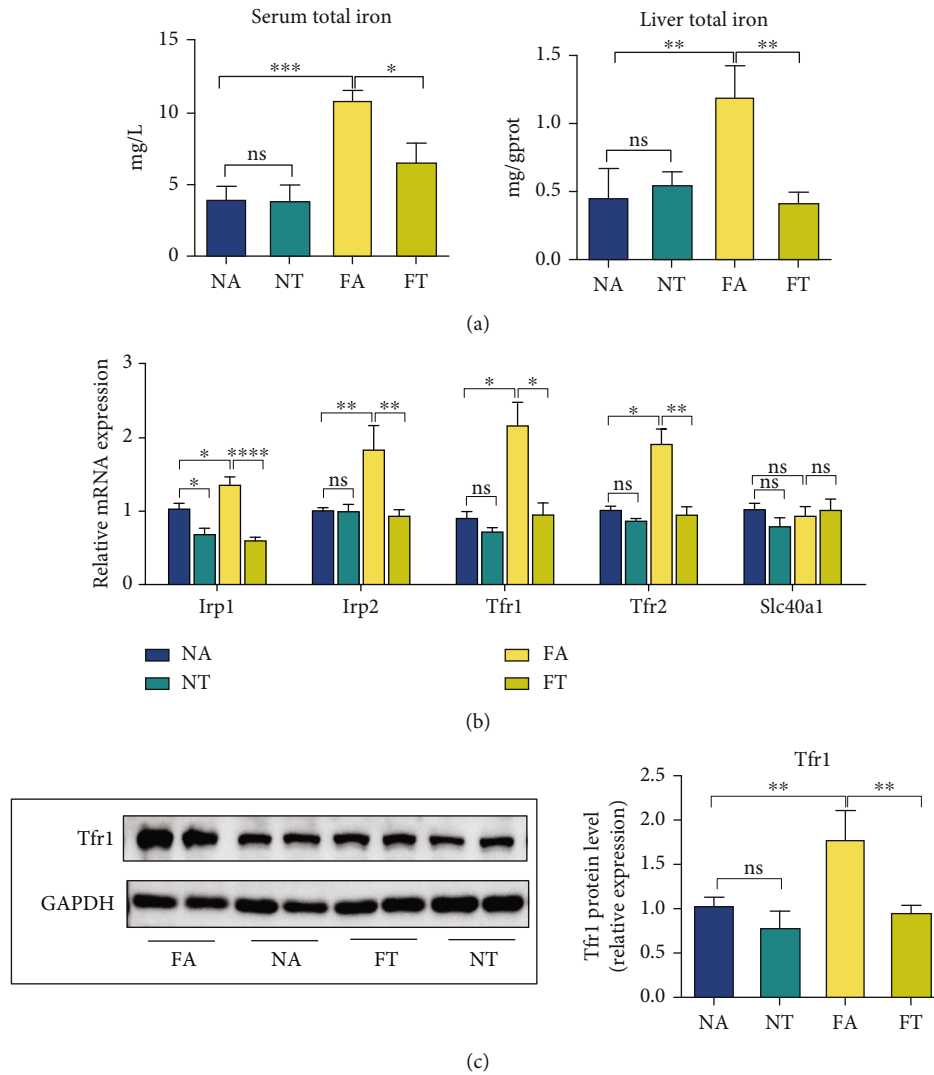 Serum total iron
mg/L
15
10
5
0
***
*
ns
NA NT FA FT
Liver total iron
mg/gprot
1.5
1.0
0.5
0.0
**
**
ns
NA NT FA FT
(a)
Relative mRNA expression
3
2
1
0
* * ****
** ** ns
* * ns
* ** ns
ns ns ns
Irp1 Irp2 Tfr1 Tfr2 Slc40a1
NA FA
NT FT
(b)
Tfr1
GAPDH
FA NA FT NT
Tfr1
Tfr1 protein level
(relative expression)
2.5
2.0
1.5
1.0
0.5
0.0
**
**
ns
NA NT FA FT
(c)